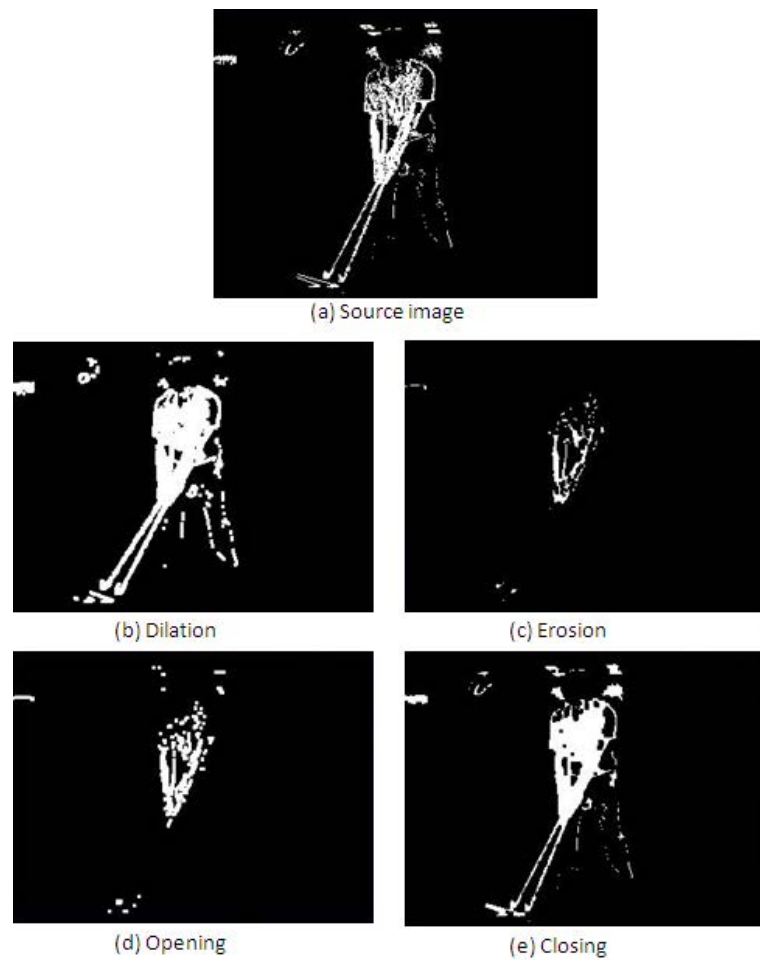 (a) Source image
(b) Dilation
(c) Erosion
(d) Opening
(e) Closing